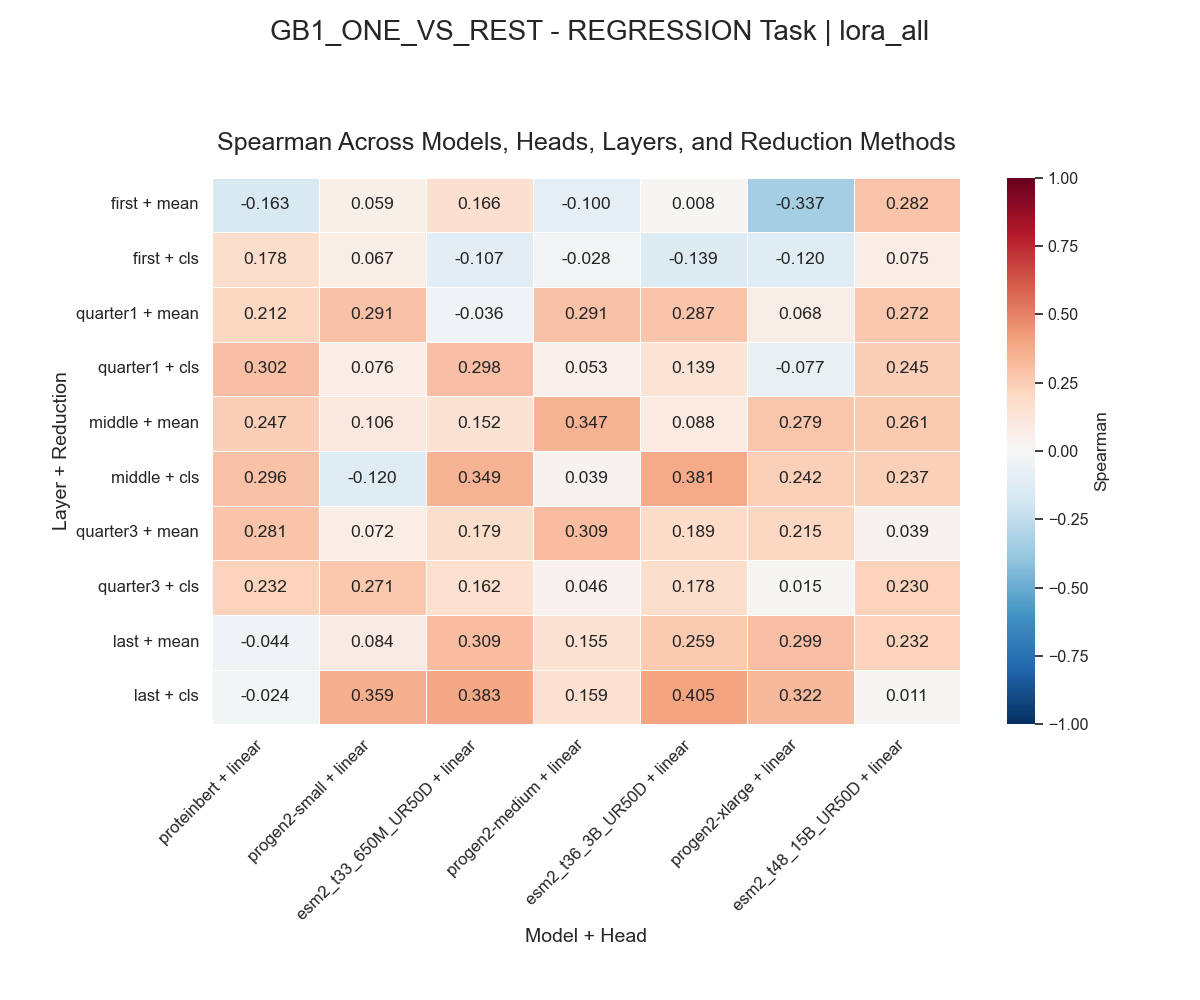 GB1_ONE_VS_REST - REGRESSION Task | lora_all
Spearman Across Models, Heads, Layers, and Reduction Methods
Layer + Reduction
first + mean -0.163 0.059 0.166 -0.100 0.008 -0.337 0.282
first + cls 0.178 0.067 -0.107 -0.028 -0.139 -0.120 0.075
quarter1 + mean 0.212 0.291 -0.036 0.291 0.287 0.068 0.272
quarter1 + cls 0.302 0.076 0.298 0.053 0.139 -0.077 0.245
middle + mean 0.247 0.106 0.152 0.347 0.088 0.279 0.261
middle + cls 0.296 -0.120 0.349 0.039 0.381 0.242 0.237
quarter3 + mean 0.281 0.072 0.179 0.309 0.189 0.215 0.039
quarter3 + cls 0.232 0.271 0.162 0.046 0.178 0.015 0.230
last + mean -0.044 0.084 0.309 0.155 0.259 0.299 0.232
last + cls -0.024 0.359 0.383 0.159 0.405 0.322 0.011
proteinbert + linear
progen2-small + linear
esm2_t33_650M_UR50D + linear
progen2-medium + linear
esm2_t36_3B_UR50D + linear
progen2-xlarge + linear
esm2_t48_15B_UR50D + linear
Model + Head
1.00
0.75
0.50
0.25
0.00
−0.25
−0.50
−0.75
−1.00
Spearman